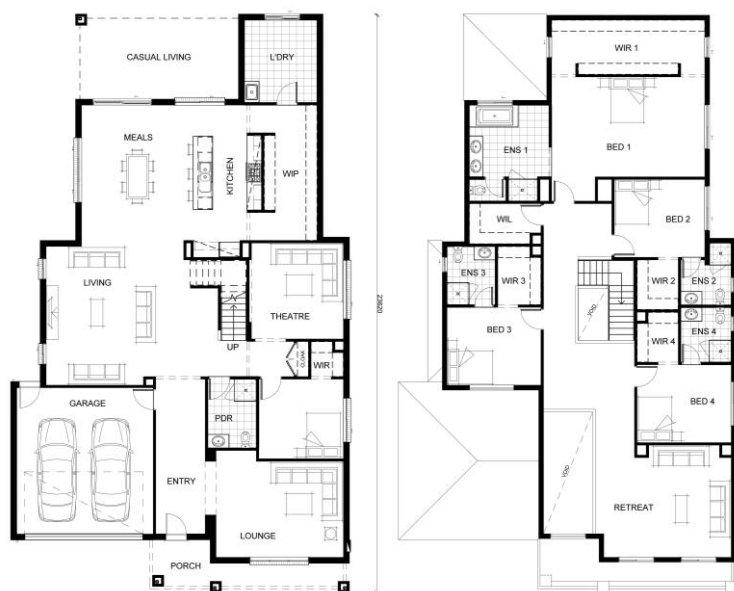 CASUAL LIVING
L'DRY
MEALS
KITCHEN
WIP
LIVING
THEATRE
UP
CLOAK
WIR
GARAGE
PDR
ENTRY
LOUNGE
PORCH
23620
WIR 1
BED 1
ENS 1
BED 2
WIL
ENS 3
WIR 3
WIR 2
ENS 2
VOID
ENS 4
BED 3
WIR 4
BED 4
VOID
RETREAT